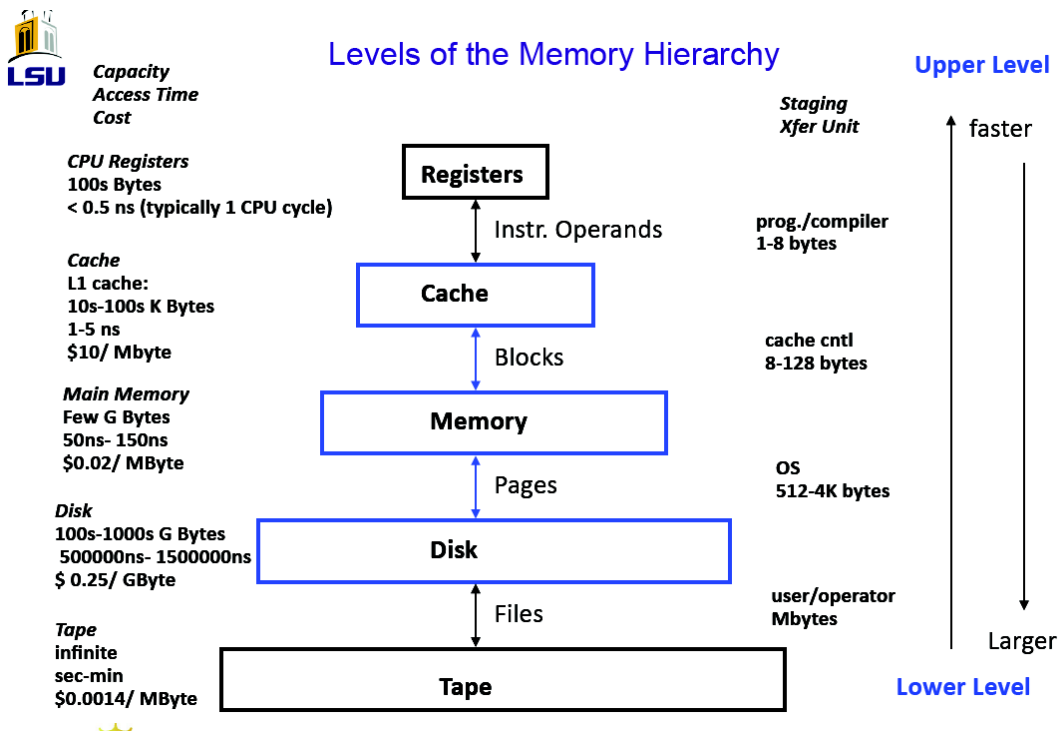 LSU
Levels of the Memory Hierarchy
Upper Level
Capacity
Access Time
Cost
Staging
Xfer Unit
faster
CPU Registers
100s Bytes
< 0.5 ns (typically 1 CPU cycle)
Registers
Instr. Operands
prog./compiler
1-8 bytes
Cache
L1 cache:
10s-100s K Bytes
1-5 ns
$10/ Mbyte
Cache
Blocks
cache cntl
8-128 bytes
Main Memory
Few G Bytes
50ns- 150ns
$0.02/ MByte
Memory
Pages
OS
512-4K bytes
Disk
100s-1000s G Bytes
500000ns- 1500000ns
$ 0.25/ GByte
Disk
Files
user/operator
Mbytes
Tape
infinite
sec-min
$0.0014/ MByte
Tape
Larger
Lower Level